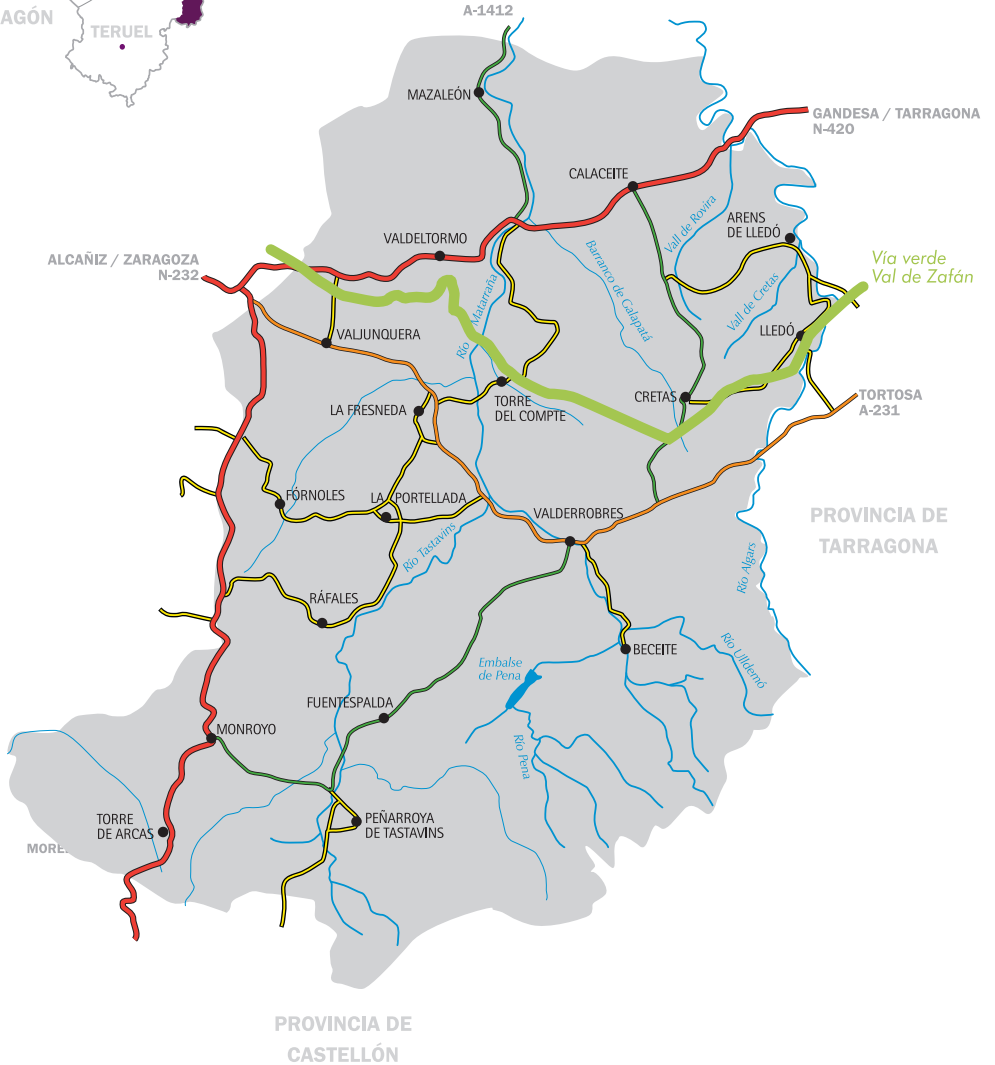 AGÓN
TERUEL
A-1412
MAZALEÓN
GANDESA / TARRAGONA
N-420
CALACEITE
Vall de Rovira
ARENS
DE LLEDÓ
VALDELTORMO
ALCAÑIZ / ZARAGOZA
N-232
Barranco de Galapatá
Vía verde
Val de Zafán
Río Matarraña
Vall de Cretas
VALJUNQUERA
LLEDÓ
LA FRESNEDA
TORRE
DEL COMPTE
CRETAS
TORTOSA
A-231
FÓRNOLES
LA PORTELLADA
VALDERROBRES
PROVINCIA DE
TARRAGONA
Río Tastavins
Río Algars
RÁFALES
BECEITE
Río Ulldemó
Embalse
de Pena
FUENTESPALDA
MONROYO
Río Pena
TORRE
DE ARCAS
PEÑARROYA
DE TASTAVINS
MORE
PROVINCIA DE
CASTELLÓN